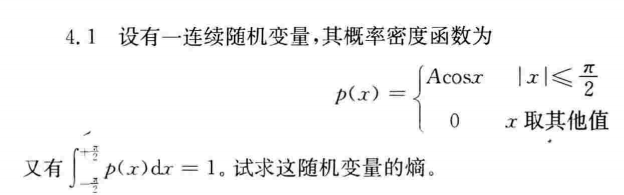 4.1 设有一连续随机变量,其概率密度函数为
p(x) = { Acosx |x|≤π/2
0 x 取其他值
又有∫_{-π/2}^{+π/2} p(x)dx = 1。试求这随机变量的熵。